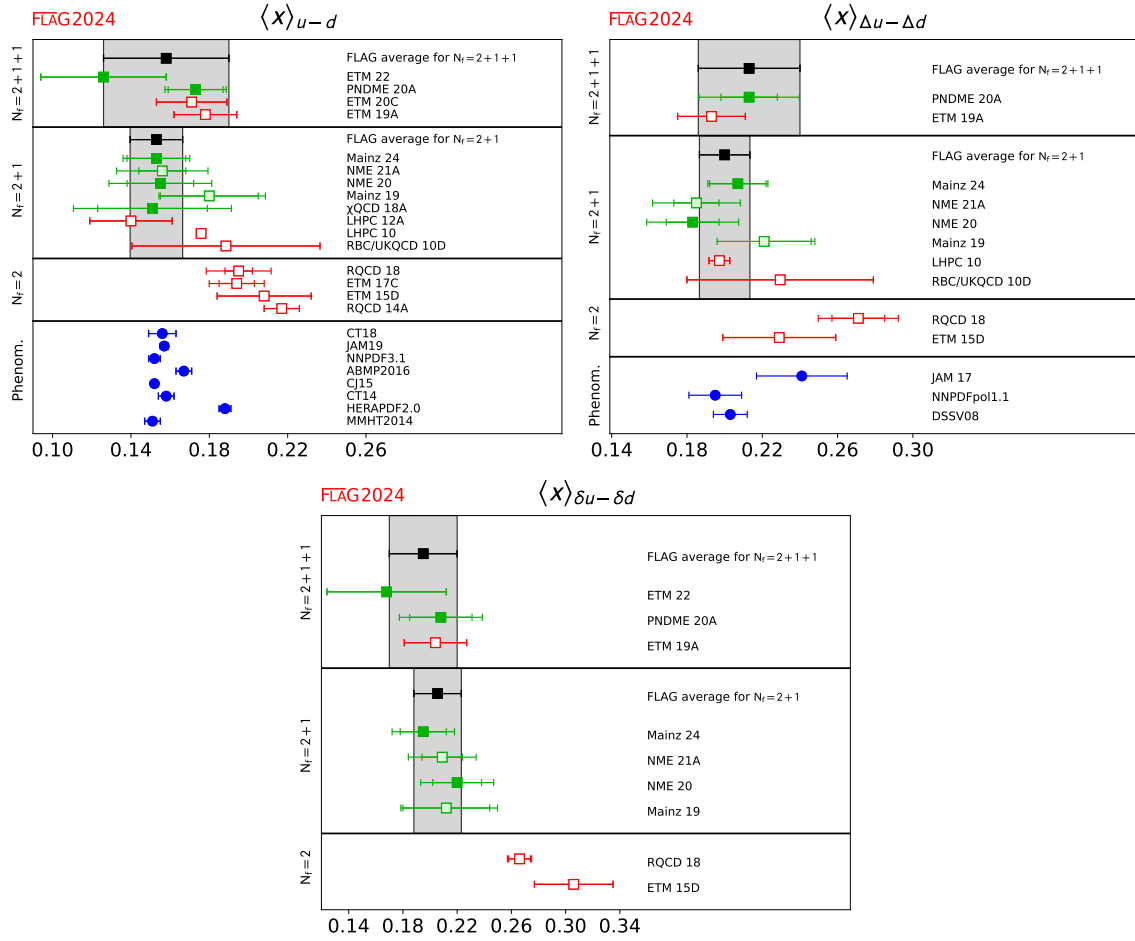 FLAG2024
⟨x⟩u−d
Nf=2+1+1
FLAG average for Nf=2+1+1
ETM 22
PNDME 20A
ETM 20C
ETM 19A
Nf=2+1
FLAG average for Nf=2+1
Mainz 24
NME 21A
NME 20
Mainz 19
χQCD 18A
LHPC 12A
LHPC 10
RBC/UKQCD 10D
Nf=2
RQCD 18
ETM 17C
ETM 15D
RQCD 14A
Phenom.
CT18
JAM19
NNPDF3.1
ABMP2016
CJ15
CT14
HERAPDF2.0
MMHT2014
0.10 0.14 0.18 0.22 0.26
FLAG2024
⟨x⟩Δu−Δd
Nf=2+1+1
FLAG average for Nf=2+1+1
PNDME 20A
ETM 19A
Nf=2+1
FLAG average for Nf=2+1
Mainz 24
NME 21A
NME 20
Mainz 19
LHPC 10
RBC/UKQCD 10D
Nf=2
RQCD 18
ETM 15D
Phenom.
JAM 17
NNPDFpol1.1
DSSV08
0.14 0.18 0.22 0.26 0.30
FLAG2024
⟨x⟩δu−δd
Nf=2+1+1
FLAG average for Nf=2+1+1
ETM 22
PNDME 20A
ETM 19A
Nf=2+1
FLAG average for Nf=2+1
Mainz 24
NME 21A
NME 20
Mainz 19
Nf=2
RQCD 18
ETM 15D
0.14 0.18 0.22 0.26 0.30 0.34